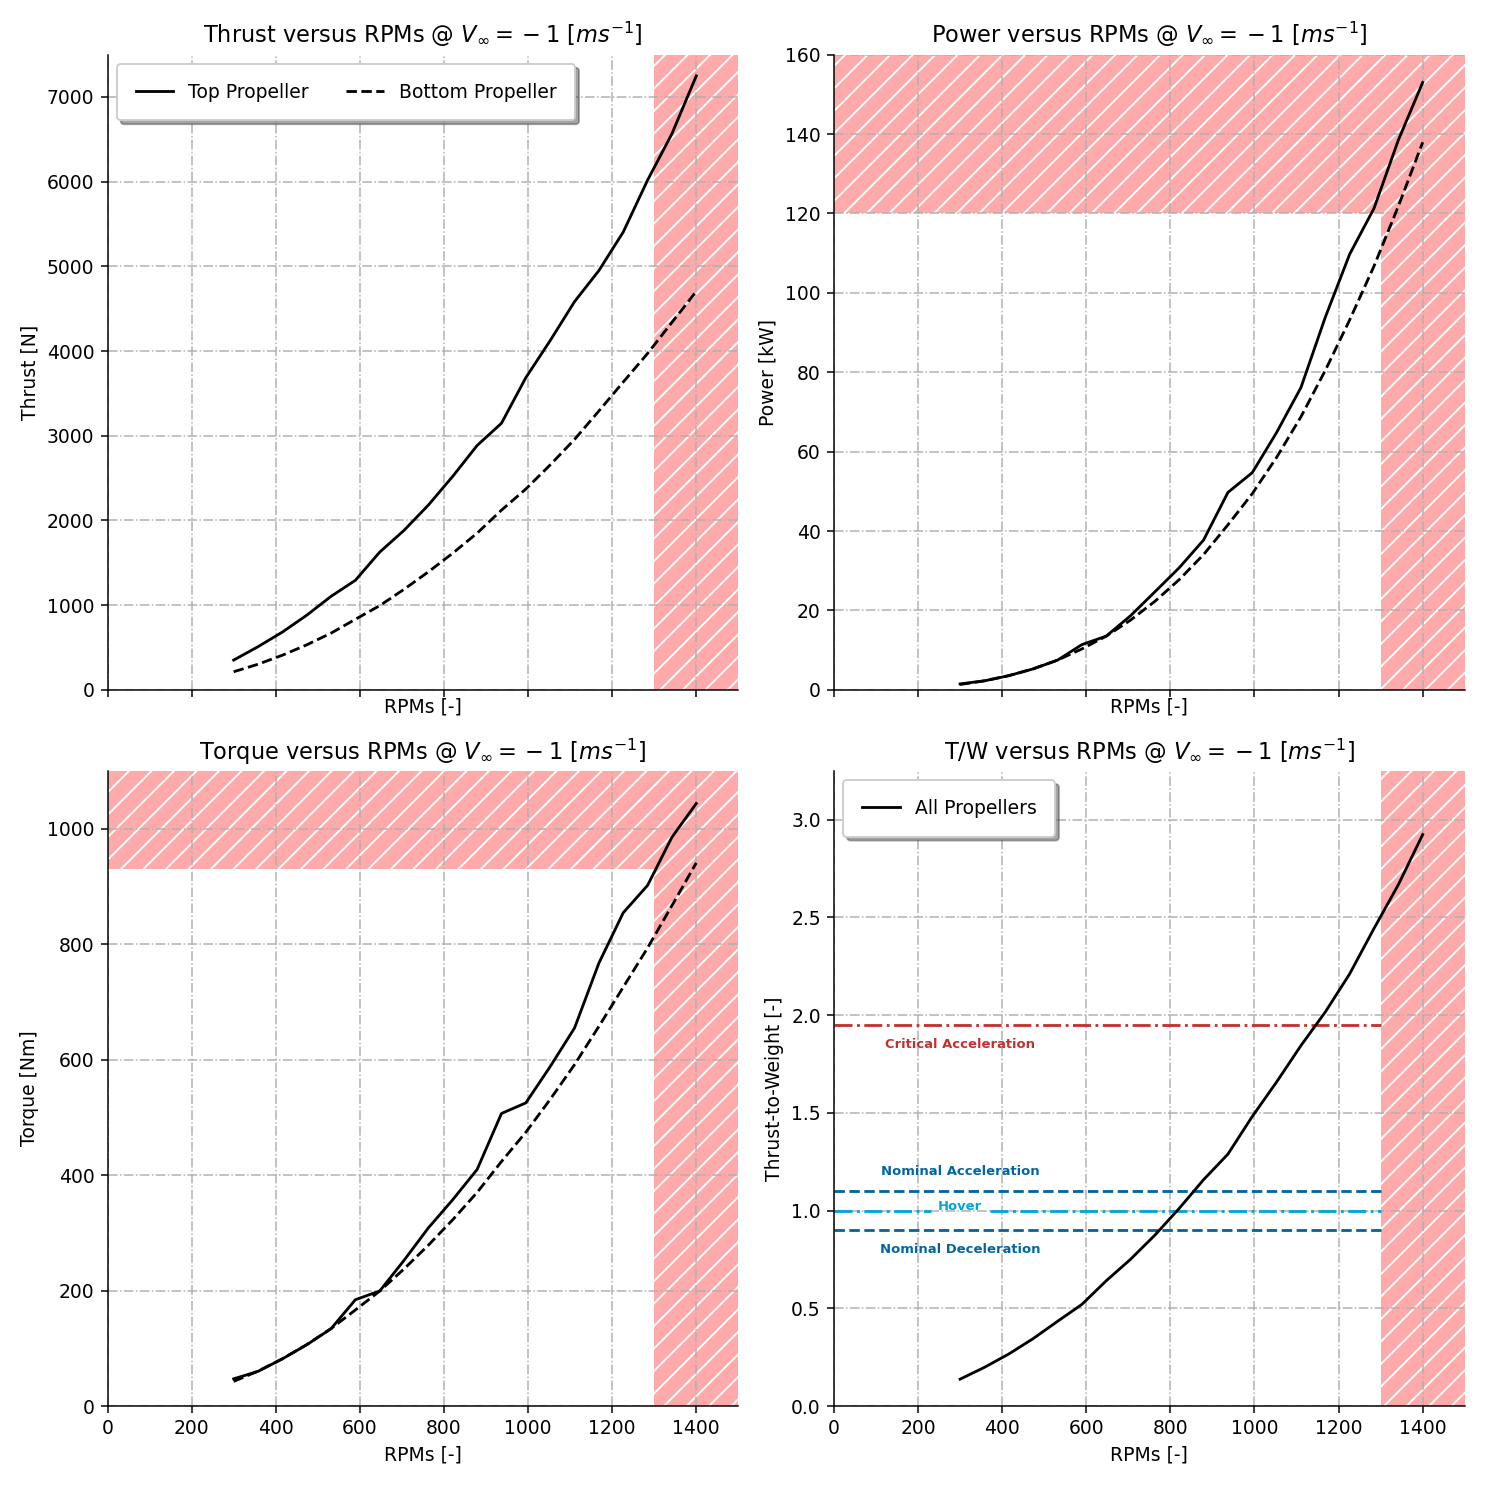 Thrust versus RPMs @ V∞ = −1 [ms⁻¹]
Top Propeller
Bottom Propeller
7000
6000
5000
4000
3000
2000
1000
0
Thrust [N]
RPMs [-]
Power versus RPMs @ V∞ = −1 [ms⁻¹]
160
140
120
100
80
60
40
20
0
Power [kW]
RPMs [-]
Torque versus RPMs @ V∞ = −1 [ms⁻¹]
1000
800
600
400
200
0
Torque [Nm]
0 200 400 600 800 1000 1200 1400
RPMs [-]
T/W versus RPMs @ V∞ = −1 [ms⁻¹]
All Propellers
3.0
2.5
2.0
1.5
1.0
0.5
0.0
Thrust-to-Weight [-]
Critical Acceleration
Nominal Acceleration
Hover
Nominal Deceleration
0 200 400 600 800 1000 1200 1400
RPMs [-]